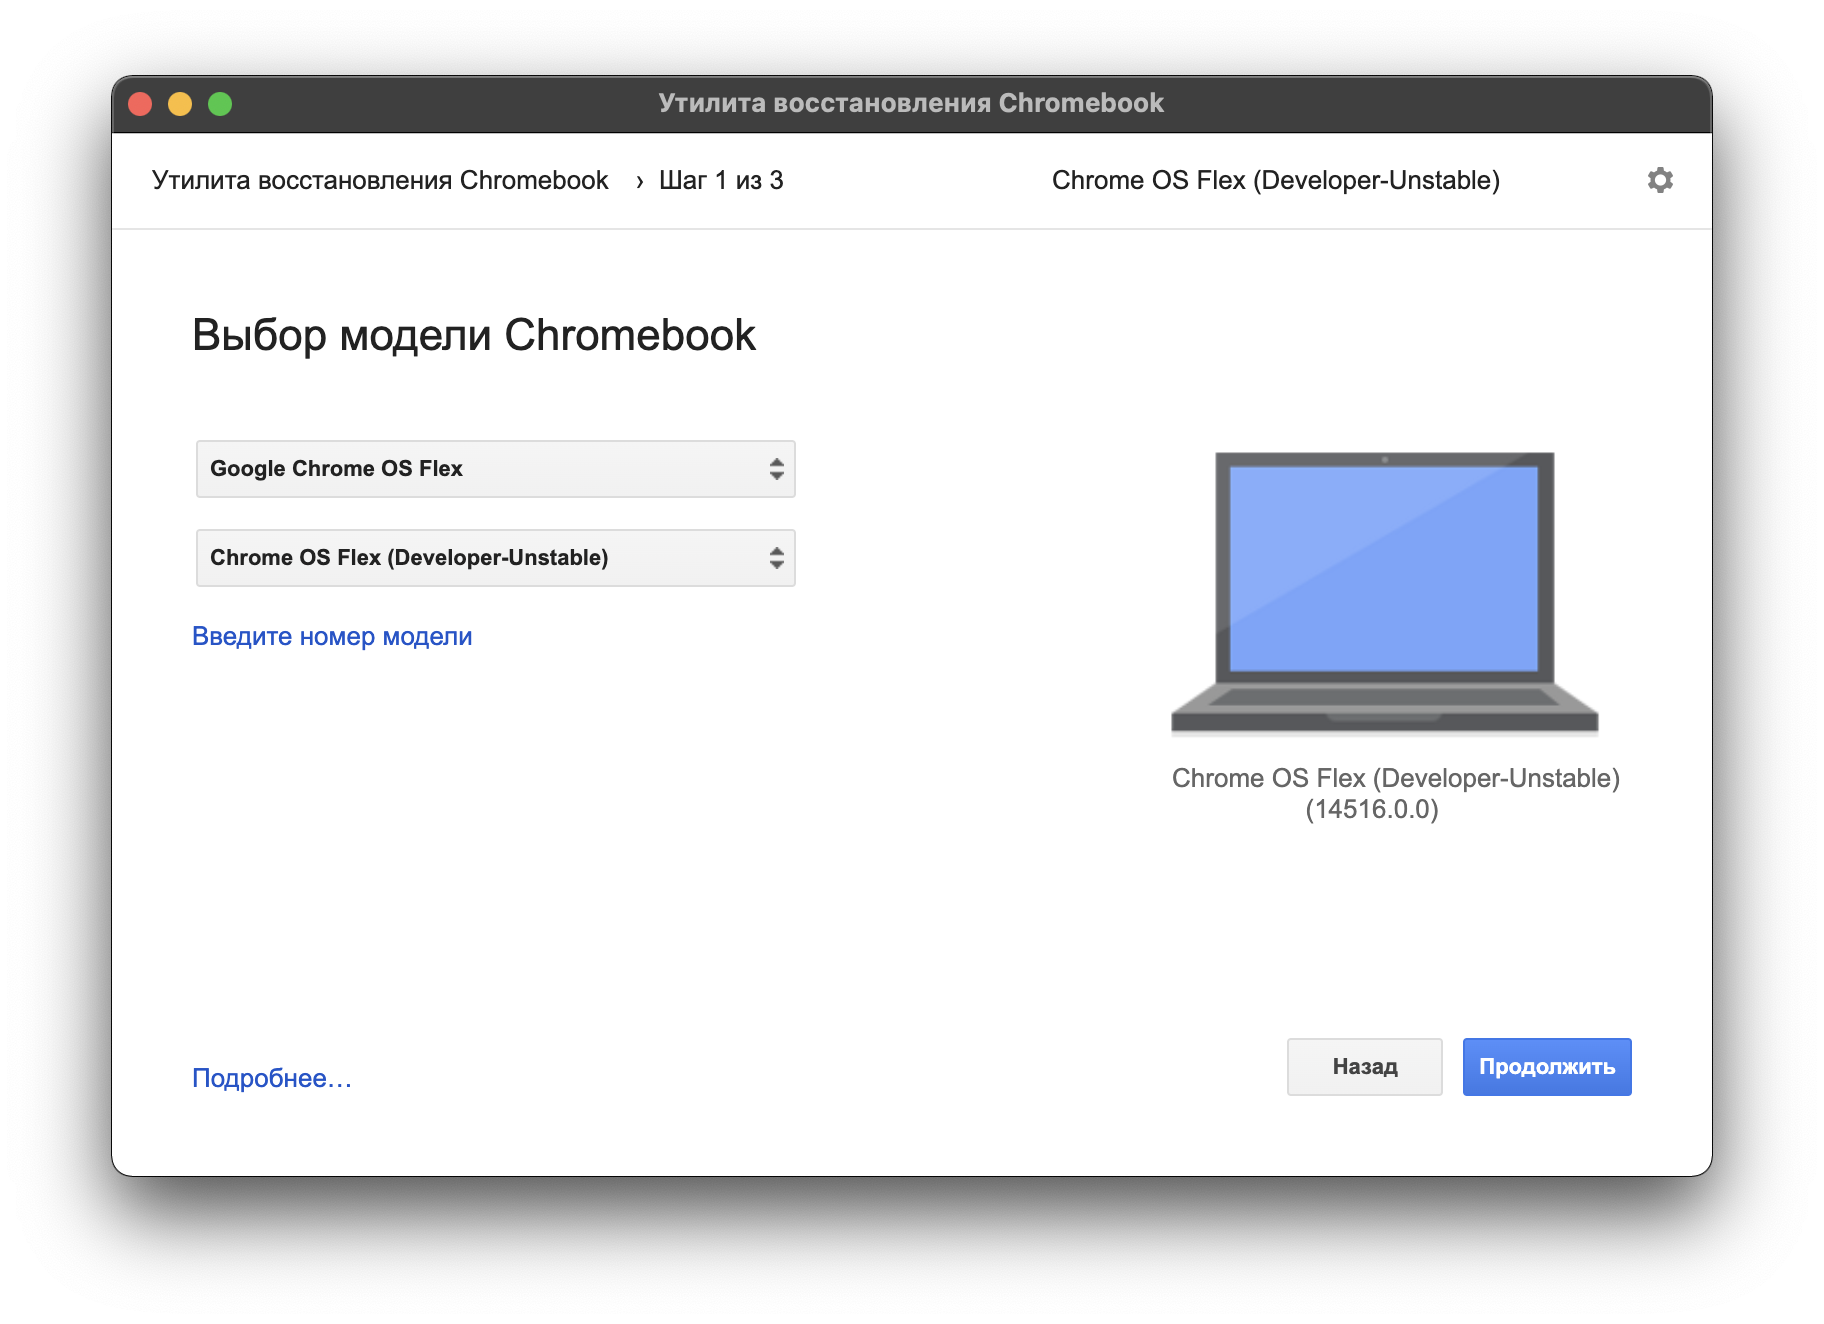 Утилита восстановления Chromebook
Утилита восстановления Chromebook › Шаг 1 из 3
Chrome OS Flex (Developer-Unstable)
Выбор модели Chromebook
Google Chrome OS Flex
Chrome OS Flex (Developer-Unstable)
Введите номер модели
Chrome OS Flex (Developer-Unstable)
(14516.0.0)
Подробнее…
Назад
Продолжить